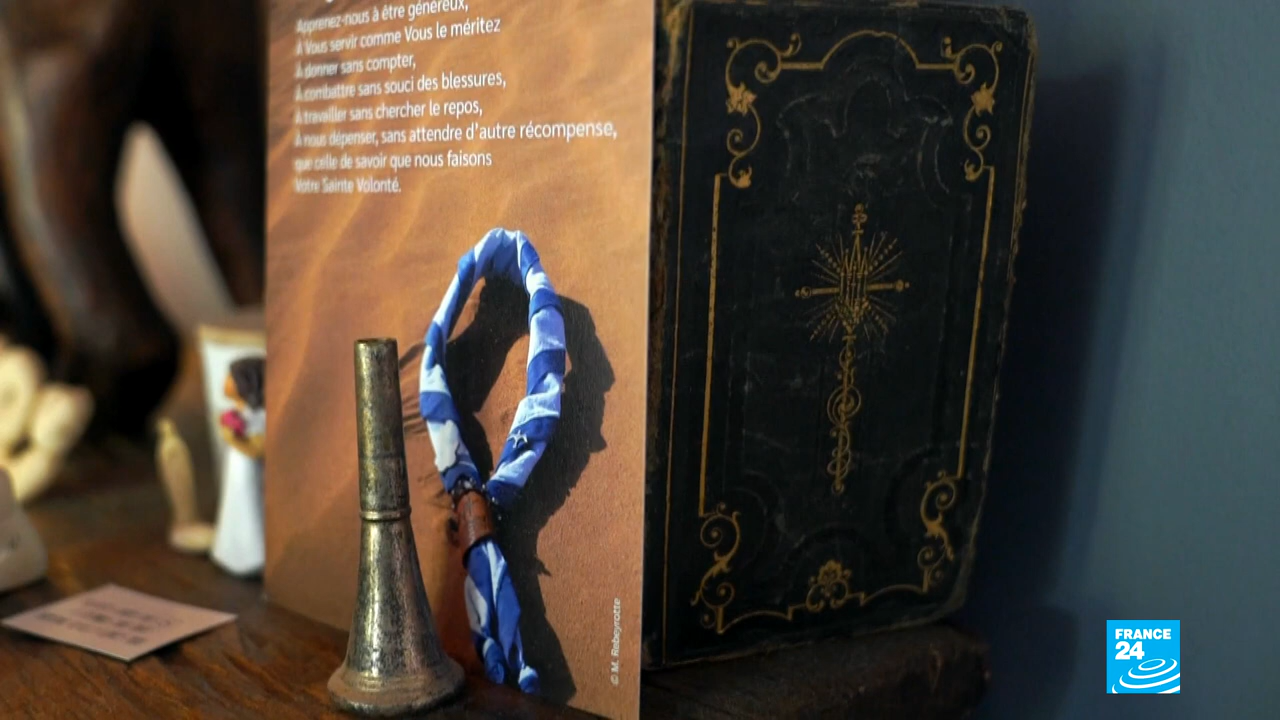 Apprenez-nous à être généreux,
À Vous servir comme Vous le méritez
À donner sans compter,
À combattre sans souci des blessures,
À travailler sans chercher le repos,
À nous dépenser, sans attendre d'autre récompense,
que celle de savoir que nous faisons
Votre Sainte Volonté.
© M. Rebeyrotte
FRANCE
24